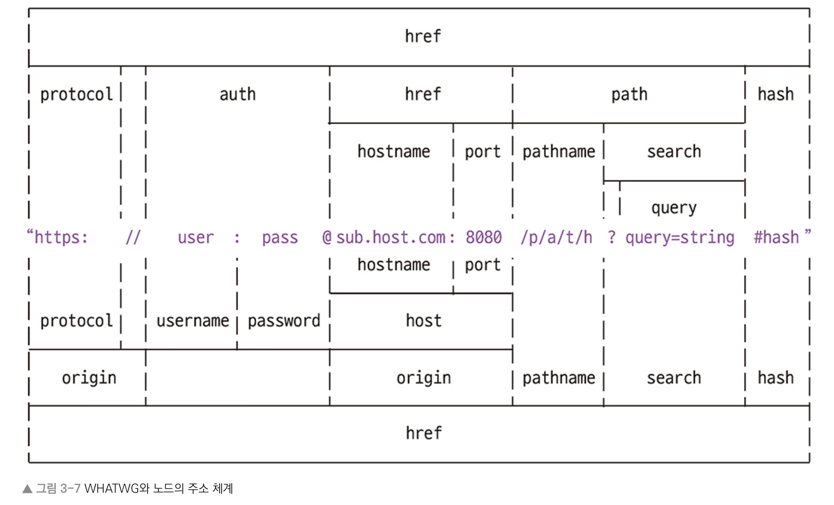 href
protocol auth href path hash
hostname port pathname search
query
“https: // user : pass @ sub.host.com: 8080 /p/a/t/h ? query=string #hash”
hostname port
protocol username password host
origin origin pathname search hash
href
▲ 그림 3-7 WHATWG와 노드의 주소 체계